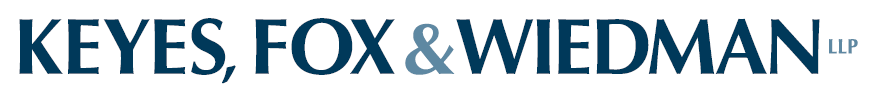 KEYES, FOX & WIEDMAN LLP